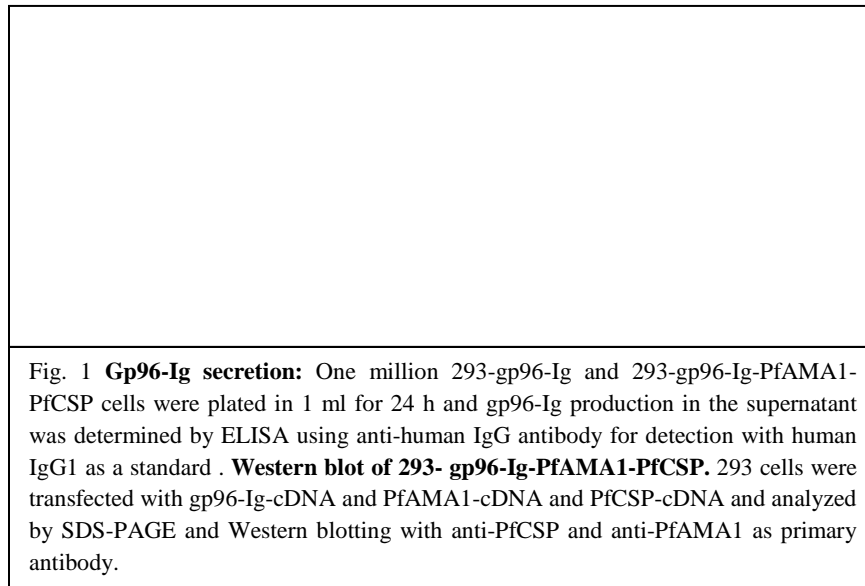 Fig. 1 Gp96-Ig secretion: One million 293-gp96-Ig and 293-gp96-Ig-PfAMA1-
PfCSP cells were plated in 1 ml for 24 h and gp96-Ig production in the supernatant
was determined by ELISA using anti-human IgG antibody for detection with human
IgG1 as a standard . Western blot of 293- gp96-Ig-PfAMA1-PfCSP. 293 cells were
transfected with gp96-Ig-cDNA and PfAMA1-cDNA and PfCSP-cDNA and analyzed
by SDS-PAGE and Western blotting with anti-PfCSP and anti-PfAMA1 as primary
antibody.